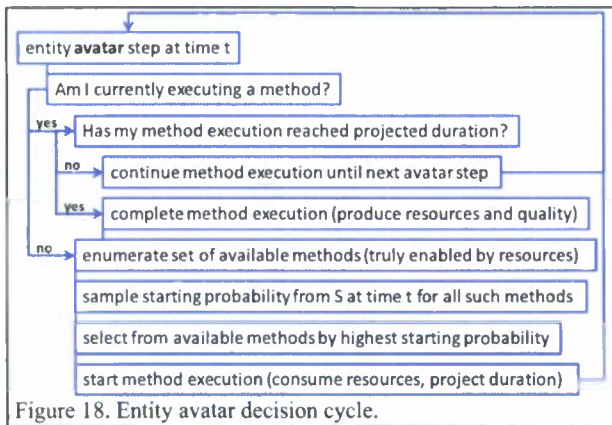 entity avatar step at time t
Am I currently executing a method?
yes
Has my method execution reached projected duration?
no
continue method execution until next avatar step
yes
complete method execution (produce resources and quality)
no
enumerate set of available methods (truly enabled by resources)
sample starting probability from S at time t for all such methods
select from available methods by highest starting probability
start method execution (consume resources, project duration)
Figure 18. Entity avatar decision cycle.